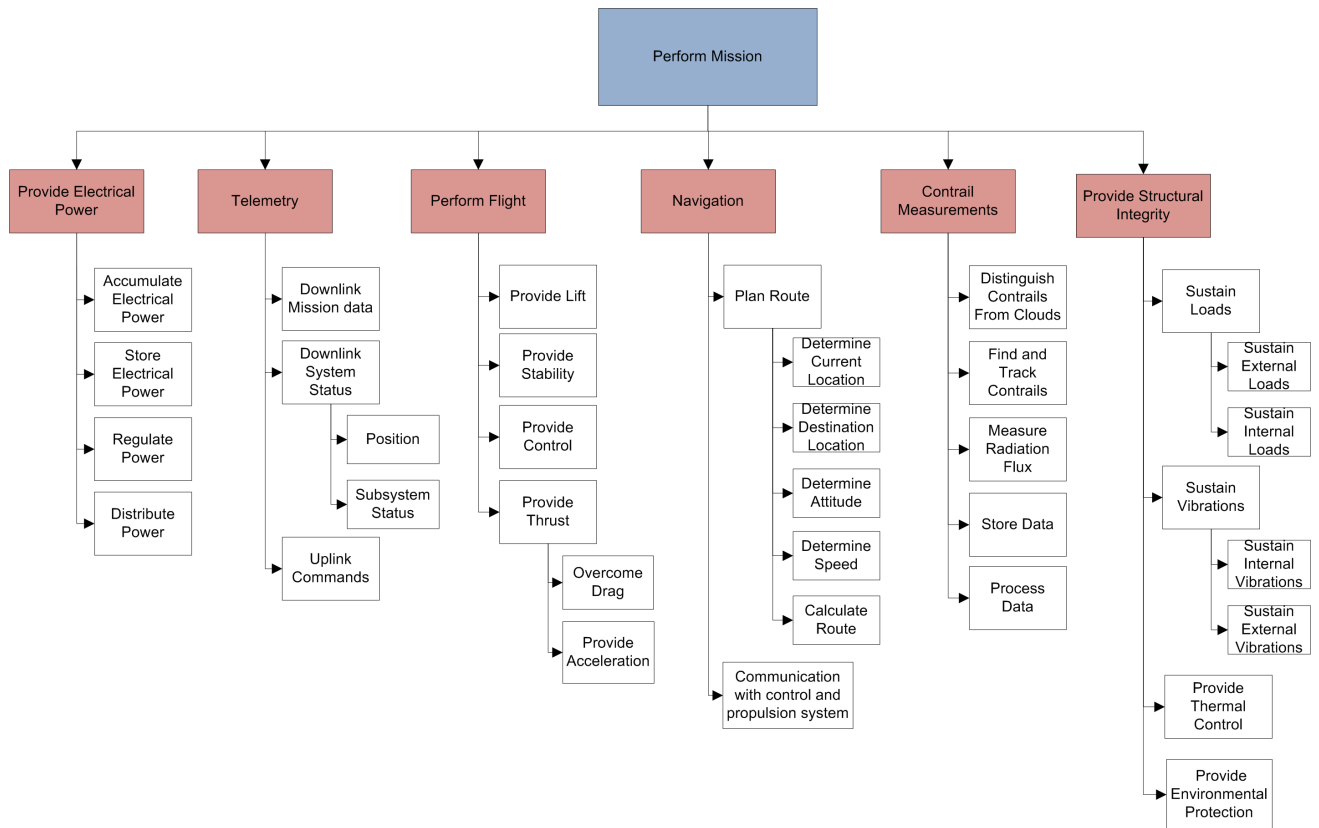 Perform Mission
Provide Electrical
Power
Telemetry
Perform Flight
Navigation
Contrail
Measurements
Provide Structural
Integrity
Accumulate
Electrical
Power
Store
Electrical
Power
Regulate
Power
Distribute
Power
Downlink
Mission data
Downlink
System
Status
Position
Subsystem
Status
Uplink
Commands
Provide Lift
Provide
Stability
Provide
Control
Provide
Thrust
Overcome
Drag
Provide
Acceleration
Plan Route
Determine
Current
Location
Determine
Destination
Location
Determine
Attitude
Determine
Speed
Calculate
Route
Communication
with control and
propulsion system
Distinguish
Contrails
From Clouds
Find and
Track
Contrails
Measure
Radiation
Flux
Store Data
Process
Data
Sustain
Loads
Sustain
External
Loads
Sustain
Internal
Loads
Sustain
Vibrations
Sustain
Internal
Vibrations
Sustain
External
Vibrations
Provide
Thermal
Control
Provide
Environmental
Protection